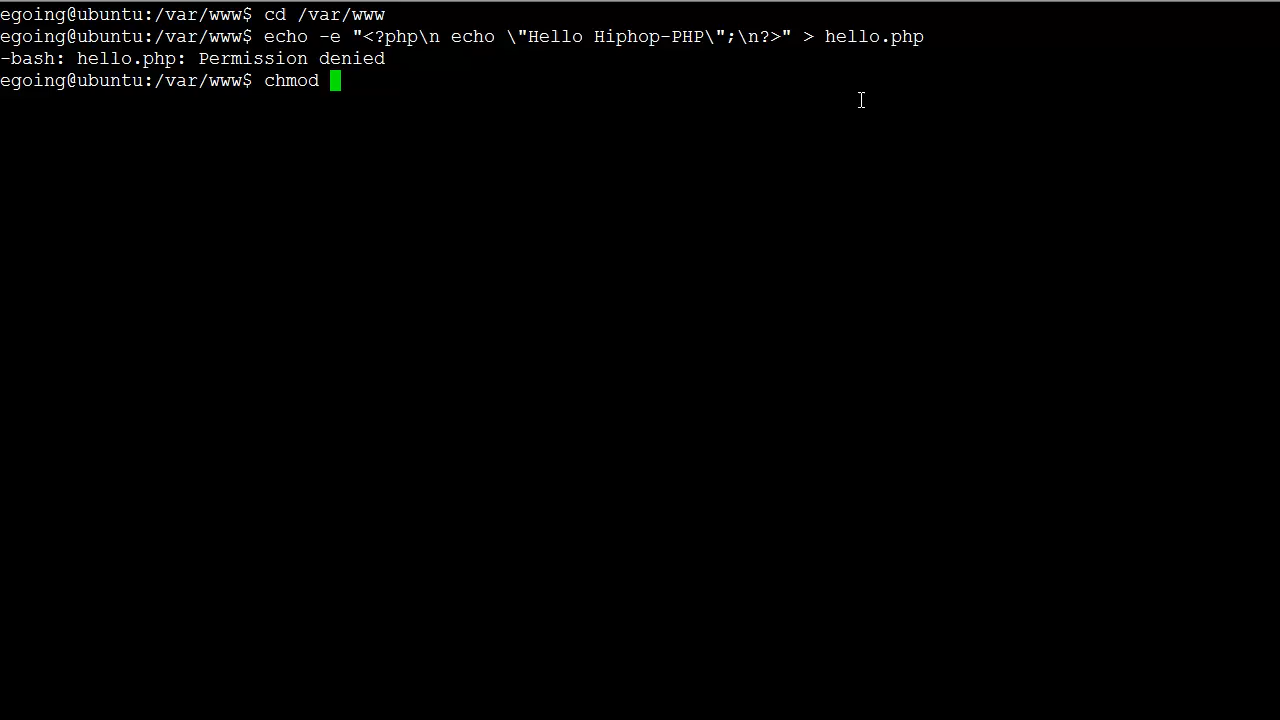 egoing@ubuntu:/var/www$ cd /var/www
egoing@ubuntu:/var/www$ echo -e "<?php\n echo \"Hello Hiphop-PHP\";\n?>" > hello.php
-bash: hello.php: Permission denied
egoing@ubuntu:/var/www$ chmod